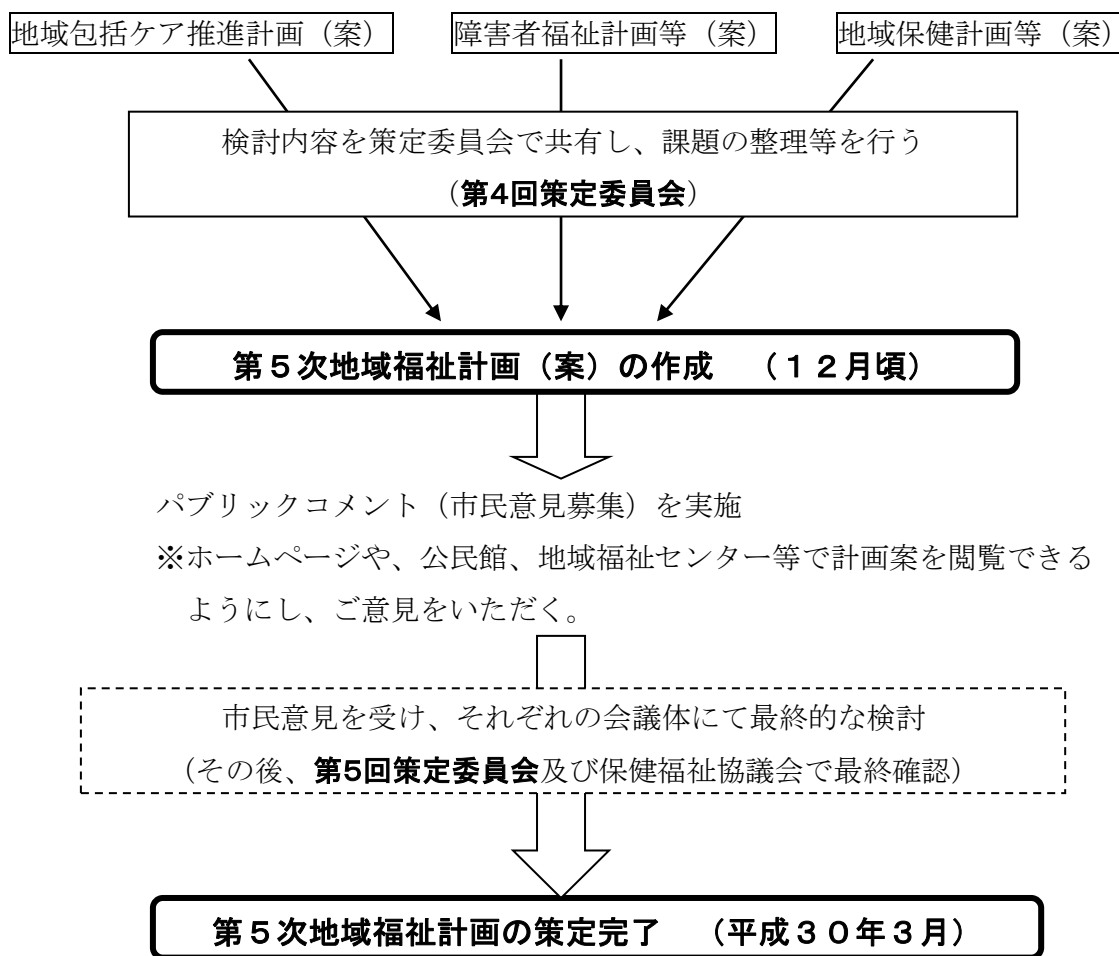 地域包括ケア推進計画（案）
障害者福祉計画等（案）
地域保健計画等（案）
検討内容を策定委員会で共有し、課題の整理等を行う
（第4回策定委員会）
第５次地域福祉計画（案）の作成　（１２月頃）
パブリックコメント（市民意見募集）を実施
※ホームページや、公民館、地域福祉センター等で計画案を閲覧できる
ようにし、ご意見をいただく。
市民意見を受け、それぞれの会議体にて最終的な検討
（その後、第5回策定委員会及び保健福祉協議会で最終確認）
第５次地域福祉計画の策定完了　（平成３０年３月）